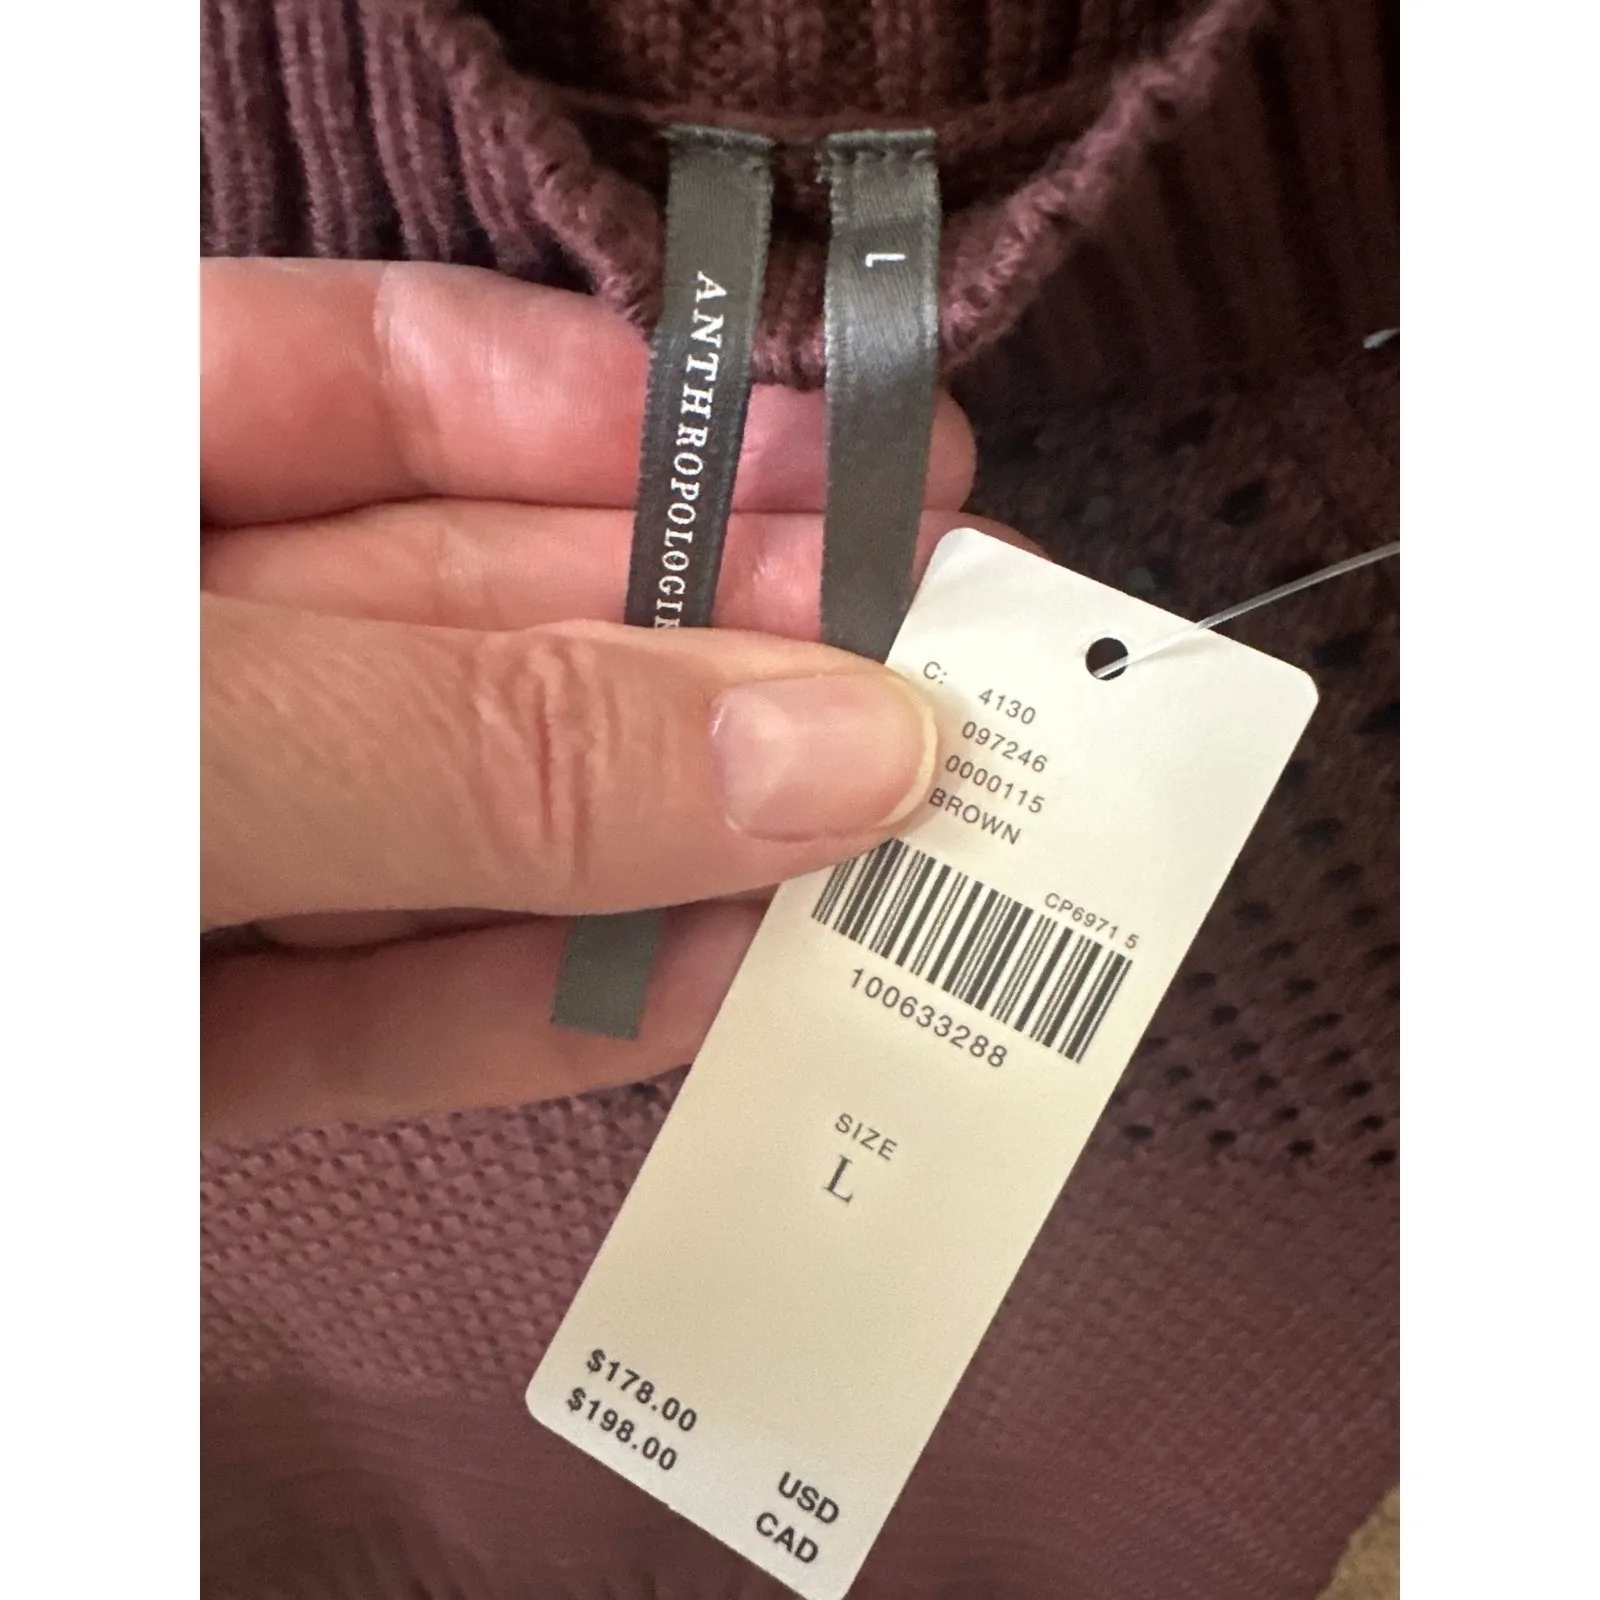 ANTHROPOLOGIE
L
C: 4130
097246
0000115
BROWN
CP6971 5
100633288
SIZE
L
$178.00 USD
$198.00 CAD